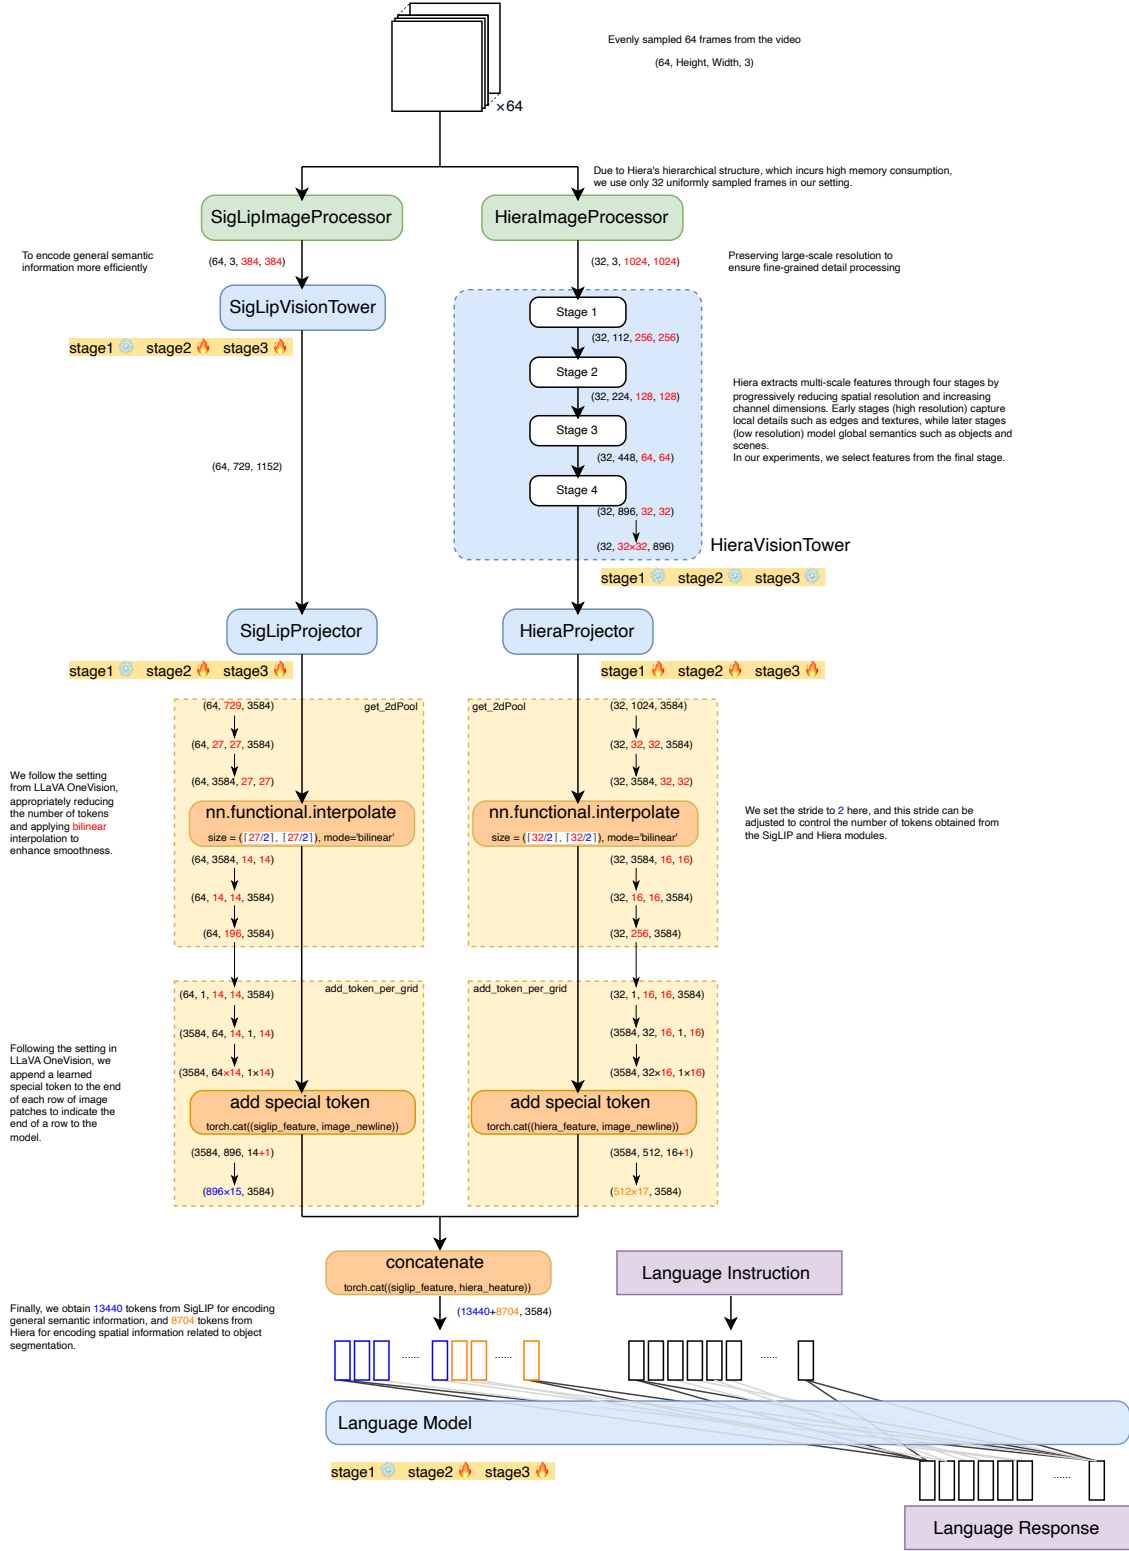 Evenly sampled 64 frames from the video
(64, Height, Width, 3)
×64
Due to Hiera's hierarchical structure, which incurs high memory consumption,
we use only 32 uniformly sampled frames in our setting.
SigLipImageProcessor
HieraImageProcessor
To encode general semantic
information more efficiently
(64, 3, 384, 384)
(32, 3, 1024, 1024)
Preserving large-scale resolution to
ensure fine-grained detail processing
SigLipVisionTower
stage1 stage2 stage3
Stage 1
(32, 112, 256, 256)
Stage 2
(32, 224, 128, 128)
Stage 3
(32, 448, 64, 64)
Stage 4
(32, 896, 32, 32)
(32, 32×32, 896)
HieraVisionTower
Hiera extracts multi-scale features through four stages by
progressively reducing spatial resolution and increasing
channel dimensions. Early stages (high resolution) capture
local details such as edges and textures, while later stages
(low resolution) model global semantics such as objects and
scenes.
In our experiments, we select features from the final stage.
(64, 729, 1152)
stage1 stage2 stage3
SigLipProjector
HieraProjector
stage1 stage2 stage3
stage1 stage2 stage3
get_2dPool
(64, 729, 3584)
(64, 27, 27, 3584)
(64, 3584, 27, 27)
nn.functional.interpolate
size = (⌈27/2⌉, ⌈27/2⌉), mode='bilinear'
(64, 3584, 14, 14)
(64, 14, 14, 3584)
(64, 196, 3584)
get_2dPool
(32, 1024, 3584)
(32, 32, 32, 3584)
(32, 3584, 32, 32)
nn.functional.interpolate
size = (⌈32/2⌉, ⌈32/2⌉), mode='bilinear'
(32, 3584, 16, 16)
(32, 16, 16, 3584)
(32, 256, 3584)
We follow the setting
from LLaVA OneVision,
appropriately reducing
the number of tokens
and applying bilinear
interpolation to
enhance smoothness.
We set the stride to 2 here, and this stride can be
adjusted to control the number of tokens obtained from
the SigLIP and Hiera modules.
add_token_per_grid
(64, 1, 14, 14, 3584)
(3584, 64, 14, 1, 14)
(3584, 64×14, 1×14)
add special token
torch.cat((siglip_feature, image_newline))
(3584, 896, 14+1)
(896×15, 3584)
add_token_per_grid
(32, 1, 16, 16, 3584)
(3584, 32, 16, 1, 16)
(3584, 32×16, 1×16)
add special token
torch.cat((hiera_feature, image_newline))
(3584, 512, 16+1)
(512×17, 3584)
Following the setting in
LLaVA OneVision, we
append a learned
special token to the end
of each row of image
patches to indicate the
end of a row to the
model.
concatenate
torch.cat((siglip_feature, hiera_heature))
Language Instruction
(13440+8704, 3584)
Finally, we obtain 13440 tokens from SigLIP for encoding
general semantic information, and 8704 tokens from
Hiera for encoding spatial information related to object
segmentation.
......
......
......
Language Model
stage1 stage2 stage3
......
Language Response